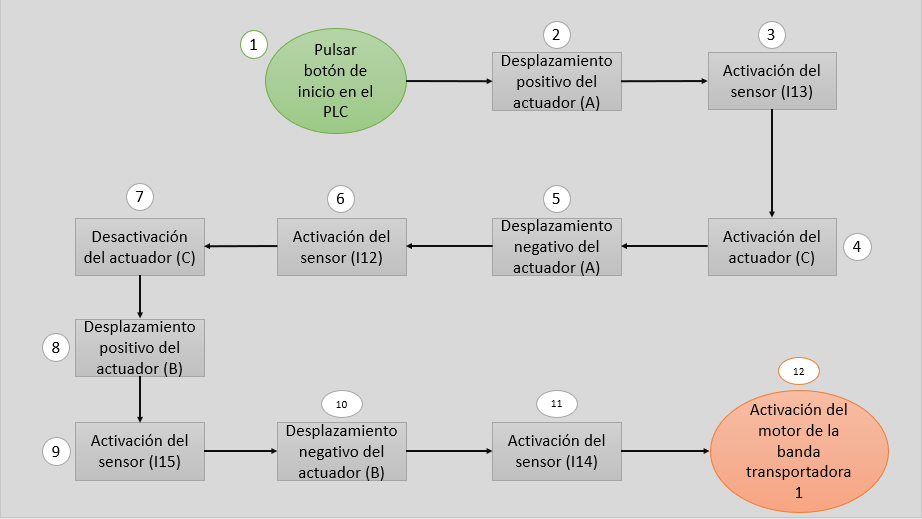 1
Pulsar
botón de
inicio en el
PLC
2
Desplazamiento
positivo del
actuador (A)
3
Activación del
sensor (I13)
4
Activación del
actuador (C)
5
Desplazamiento
negativo del
actuador (A)
6
Activación del
sensor (I12)
7
Desactivación
del actuador (C)
8
Desplazamiento
positivo del
actuador (B)
9
Activación del
sensor (I15)
10
Desplazamiento
negativo del
actuador (B)
11
Activación del
sensor (I14)
12
Activación del
motor de la
banda
transportadora
1